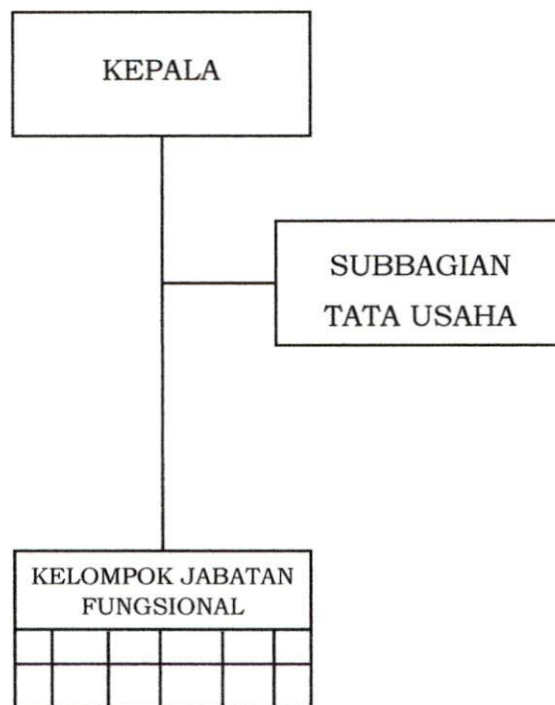 KEPALA
SUBBAGIAN
TATA USAHA
KELOMPOK JABATAN
FUNGSIONAL